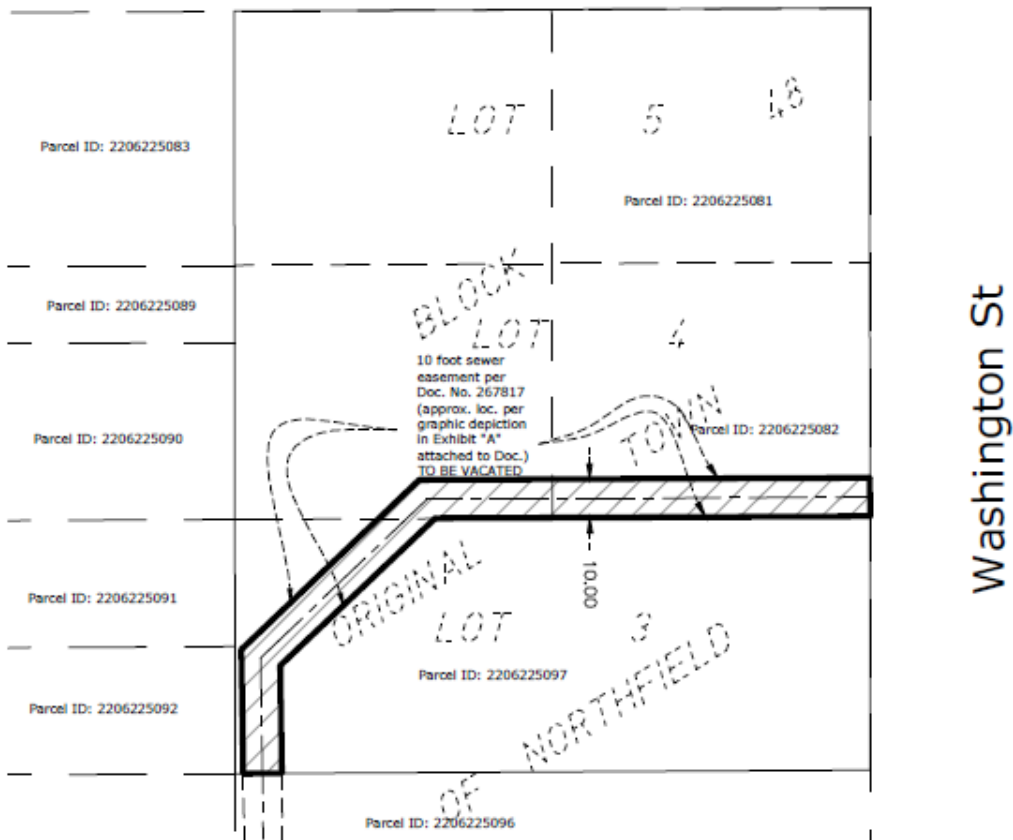 LOT 5 48
Parcel ID: 2206225083
Parcel ID: 2206225081
BLOCK
Parcel ID: 2206225089
LOT 4
10 foot sewer
easement per
Doc. No. 267817
(approx. loc. per
graphic depiction
in Exhibit "A"
attached to Doc.)
TO BE VACATED
TOWN
Parcel ID: 2206225082
Parcel ID: 2206225090
Washington St
10.00
Parcel ID: 2206225091
ORIGINAL
LOT 3
Parcel ID: 2206225097
Parcel ID: 2206225092
OF NORTHFIELD
Parcel ID: 2206225096